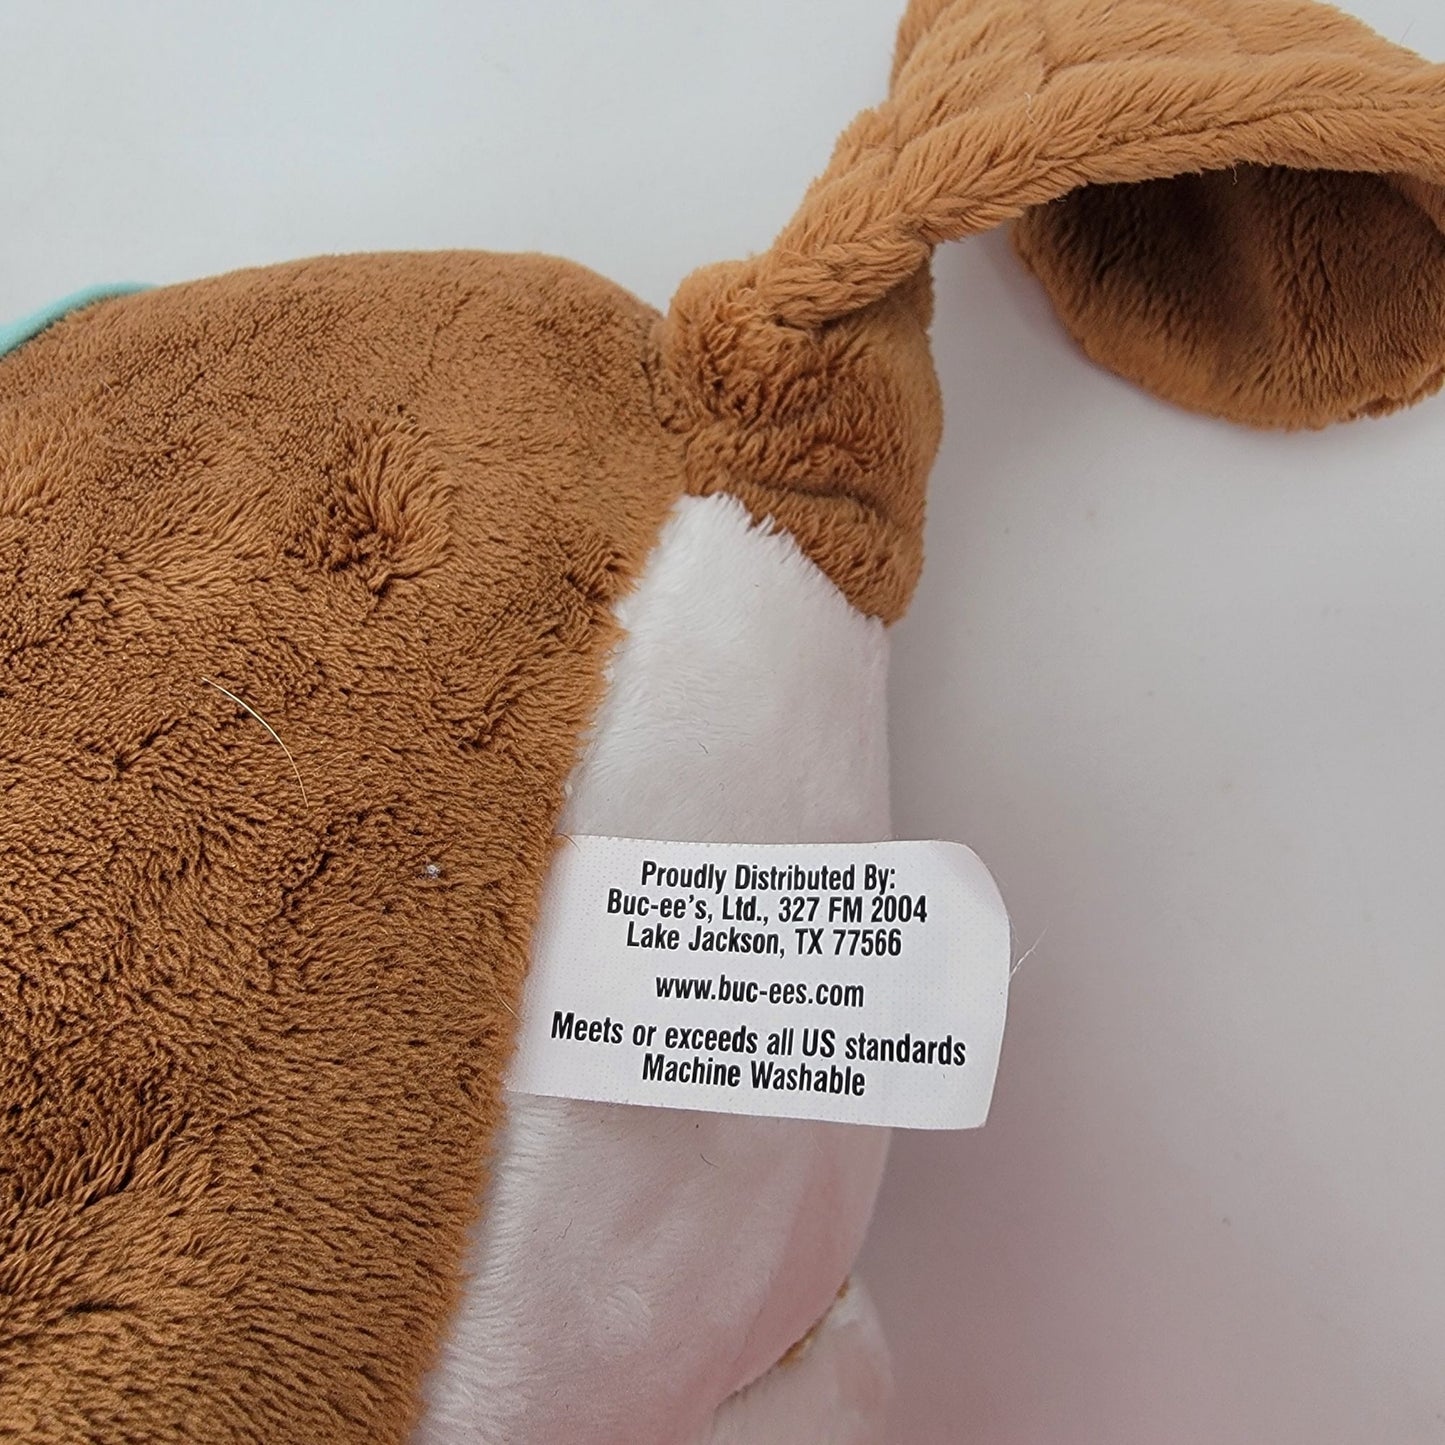 Proudly Distributed By:
Buc-ee's, Ltd., 327 FM 2004
Lake Jackson, TX 77566
www.buc-ees.com
Meets or exceeds all US standards
Machine Washable